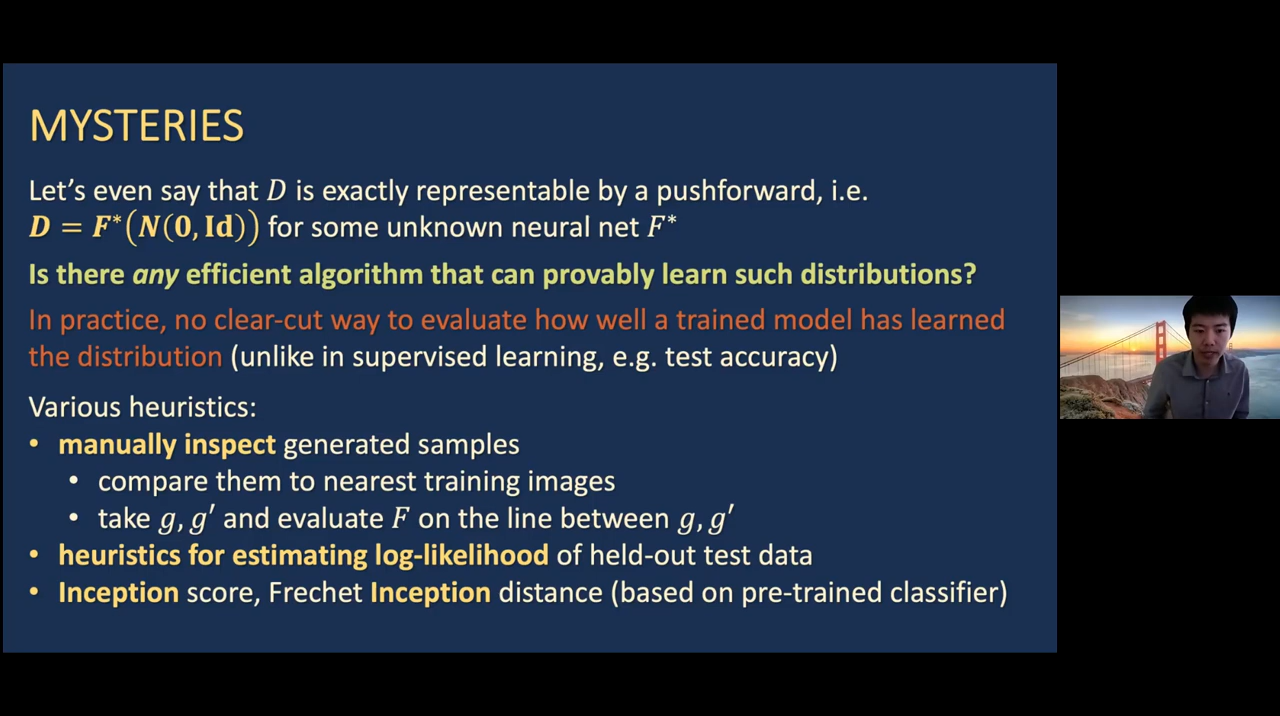 MYSTERIES
Let's even say that D is exactly representable by a pushforward, i.e.
D = F*(N(0, Id)) for some unknown neural net F*
Is there any efficient algorithm that can provably learn such distributions?
In practice, no clear-cut way to evaluate how well a trained model has learned
the distribution (unlike in supervised learning, e.g. test accuracy)
Various heuristics:
• manually inspect generated samples
• compare them to nearest training images
• take g, g′ and evaluate F on the line between g, g′
• heuristics for estimating log-likelihood of held-out test data
• Inception score, Frechet Inception distance (based on pre-trained classifier)